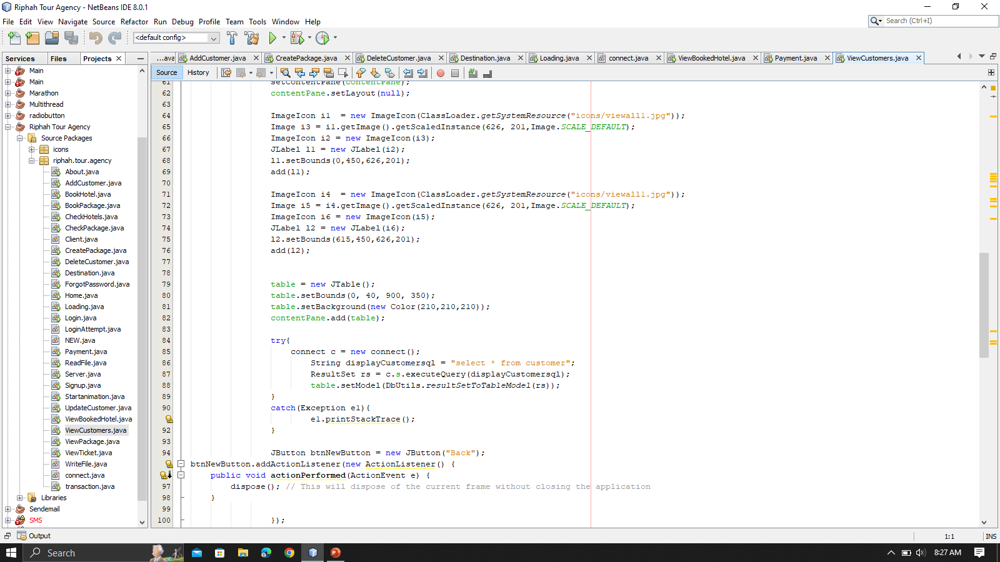 Riphah Tour Agency - NetBeans IDE 8.0.1
File Edit View Navigate Source Refactor Run Debug Profile Team Tools Window Help
Search (Ctrl+I)
<default config>
Services Files Projects
...ava AddCustomer.java CreatePackage.java DeleteCustomer.java Destination.java Loading.java connect.java ViewBookedHotel.java Payment.java ViewCustomers.java
Source History
Main
Main
Marathon
Multithread
radiobutton
Riphah Tour Agency
Source Packages
icons
riphah.tour.agency
About.java
AddCustomer.java
BookHotel.java
BookPackage.java
CheckHotels.java
CheckPackage.java
Client.java
CreatePackage.java
DeleteCustomer.java
Destination.java
ForgotPassword.java
Home.java
Loading.java
Login.java
LoginAttempt.java
NEW.java
Payment.java
ReadFile.java
Server.java
Signup.java
Startanimation.java
UpdateCustomer.java
ViewBookedHotel.java
ViewCustomers.java
ViewPackage.java
ViewTicket.java
WriteFile.java
connect.java
transaction.java
Libraries
Sendemail
SMS
61 setContentPane(contentPane);
62 contentPane.setLayout(null);
63
64 ImageIcon i1  = new ImageIcon(ClassLoader.getSystemResource("icons/viewall1.jpg"));
65 Image i3 = i1.getImage().getScaledInstance(626, 201,Image.SCALE_DEFAULT);
66 ImageIcon i2 = new ImageIcon(i3);
67 JLabel l1 = new JLabel(i2);
68 l1.setBounds(0,450,626,201);
69 add(l1);
70
71 ImageIcon i4  = new ImageIcon(ClassLoader.getSystemResource("icons/viewall1.jpg"));
72 Image i5 = i4.getImage().getScaledInstance(626, 201,Image.SCALE_DEFAULT);
73 ImageIcon i6 = new ImageIcon(i5);
74 JLabel l2 = new JLabel(i6);
75 l2.setBounds(615,450,626,201);
76 add(l2);
77
78
79 table = new JTable();
80 table.setBounds(0, 40, 900, 350);
81 table.setBackground(new Color(210,210,210));
82 contentPane.add(table);
83
84 try{
85 connect c = new connect();
86 String displayCustomersql = "select * from customer";
87 ResultSet rs = c.s.executeQuery(displayCustomersql);
88 table.setModel(DbUtils.resultSetToTableModel(rs));
89 }
90 catch(Exception e1){
e1.printStackTrace();
92 }
93
94 JButton btnNewButton = new JButton("Back");
btnNewButton.addActionListener(new ActionListener() {
public void actionPerformed(ActionEvent e) {
97 dispose(); // This will dispose of the current frame without closing the application
98 }
99
100 });
Output
1:1 INS
Search
8:27 AM